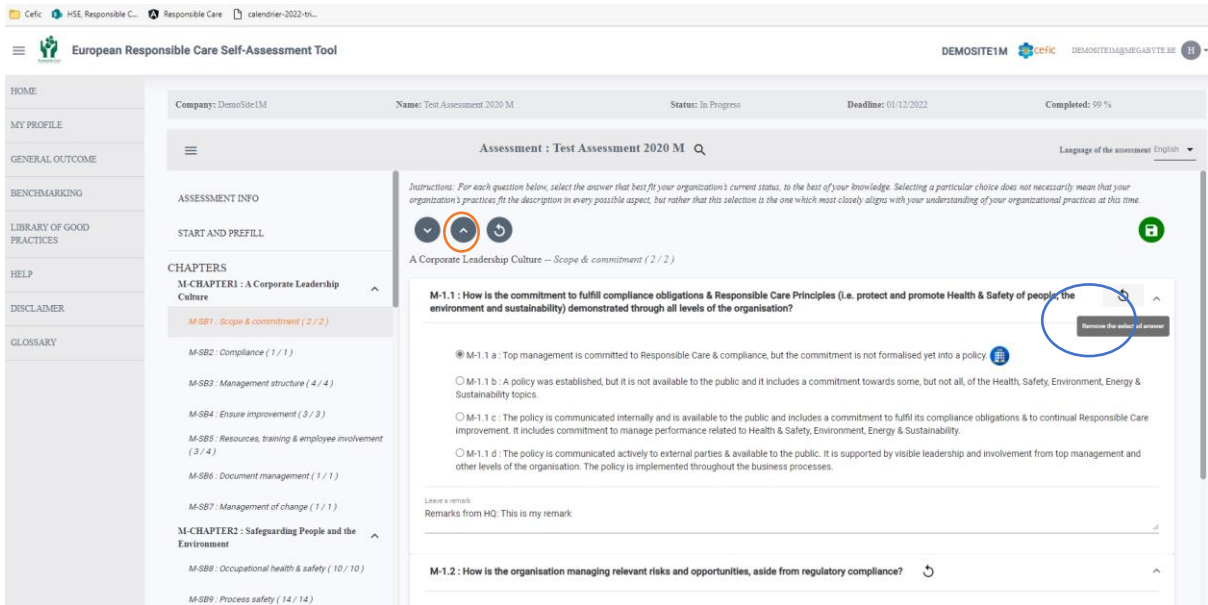 Cefic HSE, Responsible C... Responsible Care calendrier-2022-tri...
European Responsible Care Self-Assessment Tool
DEMOSITE1M cefic DEMOSITE1M@MEGABYTE.BE H
HOME
MY PROFILE
GENERAL OUTCOME
BENCHMARKING
LIBRARY OF GOOD
PRACTICES
HELP
DISCLAIMER
GLOSSARY
Company: DemoSite1M Name: Test Assessment 2020 M Status: In Progress Deadline: 01/12/2022 Completed: 99 %
Assessment : Test Assessment 2020 M
Language of the assessment English
ASSESSMENT INFO
START AND PREFILL
CHAPTERS
M-CHAPTER1 : A Corporate Leadership
Culture
M-SB1 : Scope & commitment ( 2 / 2 )
M-SB2 : Compliance ( 1 / 1 )
M-SB3 : Management structure ( 4 / 4 )
M-SB4 : Ensure improvement ( 3 / 3 )
M-SB5 : Resources, training & employee involvement
( 3 / 4 )
M-SB6 : Document management ( 1 / 1 )
M-SB7 : Management of change ( 1 / 1 )
M-CHAPTER2 : Safeguarding People and the
Environment
M-SB8 : Occupational health & safety ( 10 / 10 )
M-SB9 : Process safety ( 14 / 14 )
Instructions: For each question below, select the answer that best fit your organization's current status, to the best of your knowledge. Selecting a particular choice does not necessarily mean that your
organization's practices fit the description in every possible aspect, but rather that this selection is the one which most closely aligns with your understanding of your organizational practices at this time.
A Corporate Leadership Culture -- Scope & commitment ( 2 / 2 )
M-1.1 : How is the commitment to fulfill compliance obligations & Responsible Care Principles (i.e. protect and promote Health & Safety of people, the
environment and sustainability) demonstrated through all levels of the organisation?
Remove the selected answer
M-1.1 a : Top management is committed to Responsible Care & compliance, but the commitment is not formalised yet into a policy.
M-1.1 b : A policy was established, but it is not available to the public and it includes a commitment towards some, but not all, of the Health, Safety, Environment, Energy &
Sustainability topics.
M-1.1 c : The policy is communicated internally and is available to the public and includes a commitment to fulfil its compliance obligations & to continual Responsible Care
improvement. It includes commitment to manage performance related to Health & Safety, Environment, Energy & Sustainability.
M-1.1 d : The policy is communicated actively to external parties & available to the public. It is supported by visible leadership and involvement from top management and
other levels of the organisation. The policy is implemented throughout the business processes.
Leave a remark
Remarks from HQ: This is my remark
M-1.2 : How is the organisation managing relevant risks and opportunities, aside from regulatory compliance?